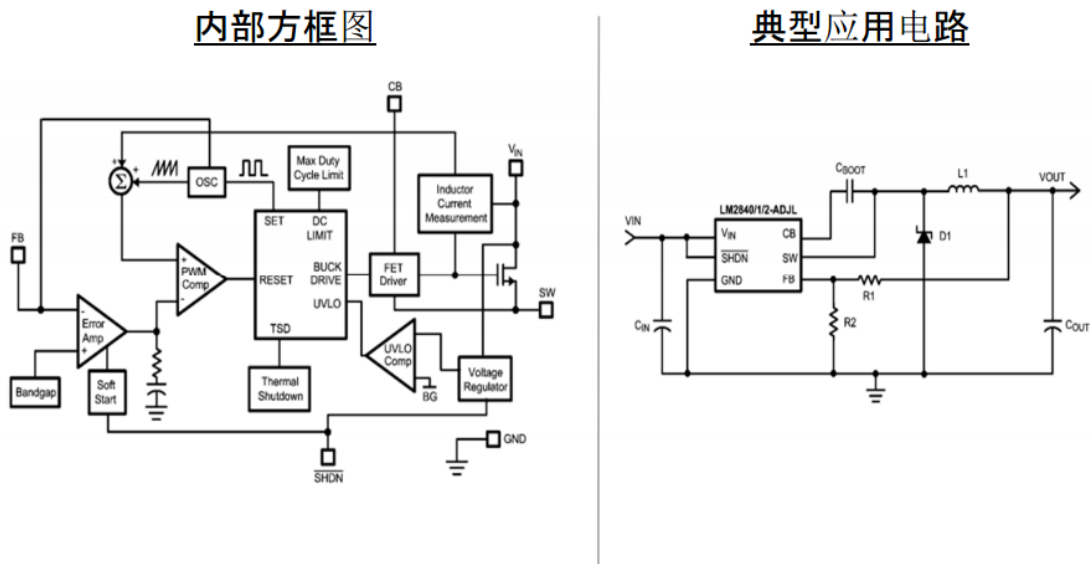 内部方框图
典型应用电路
CB
VIN
Max Duty
Cycle Limit
OSC
Σ
+
+
Inductor
Current
Measurement
SET
DC
LIMIT
FB
+
PWM
Comp
-
RESET
BUCK
DRIVE
FET
Driver
UVLO
SW
-
Error
Amp
+
TSD
UVLO
Comp
BG
Voltage
Regulator
Bandgap
Soft
Start
Thermal
Shutdown
GND
SHDN
CBOOT
L1
VOUT
LM2840/1/2-ADJL
VIN
VIN
CB
SHDN
SW
D1
GND
FB
R1
CIN
R2
COUT